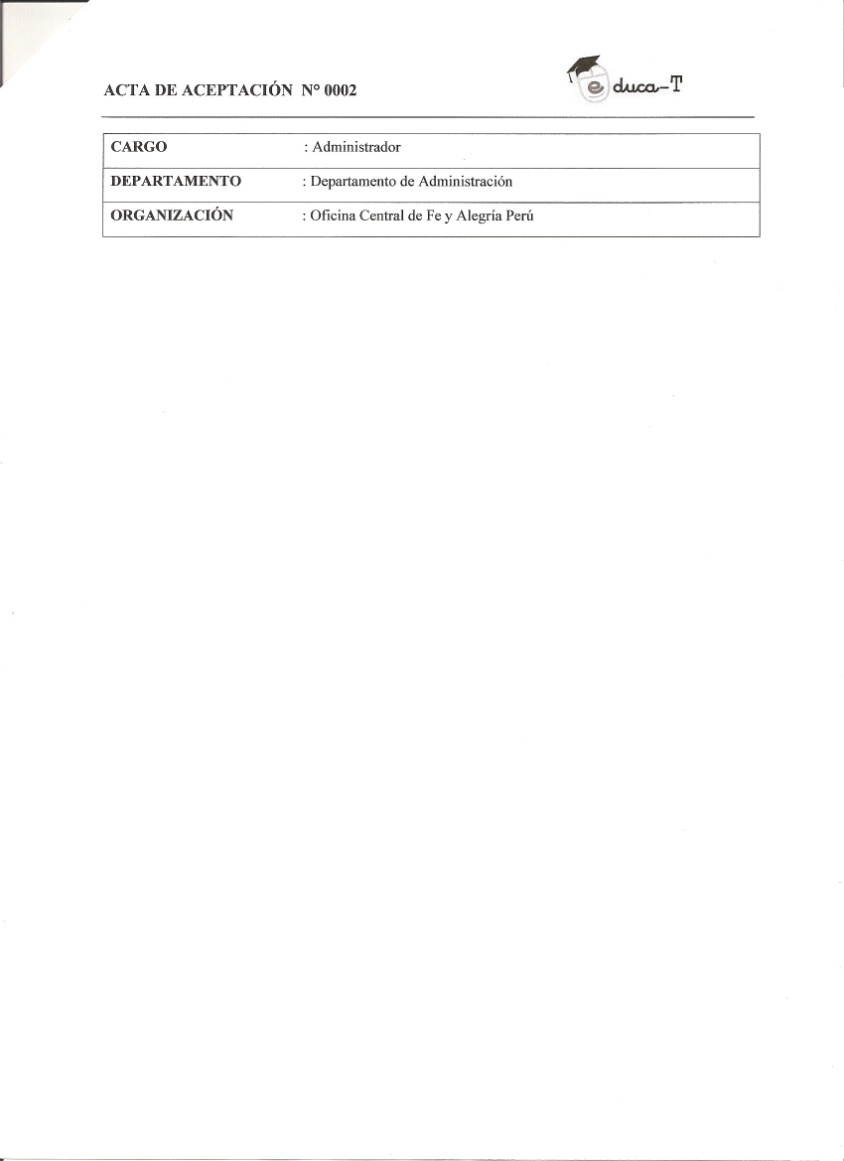 ACTA DE ACEPTACIÓN N° 0002
educa-T
CARGO : Administrador
DEPARTAMENTO : Departamento de Administración
ORGANIZACIÓN : Oficina Central de Fe y Alegría Perú